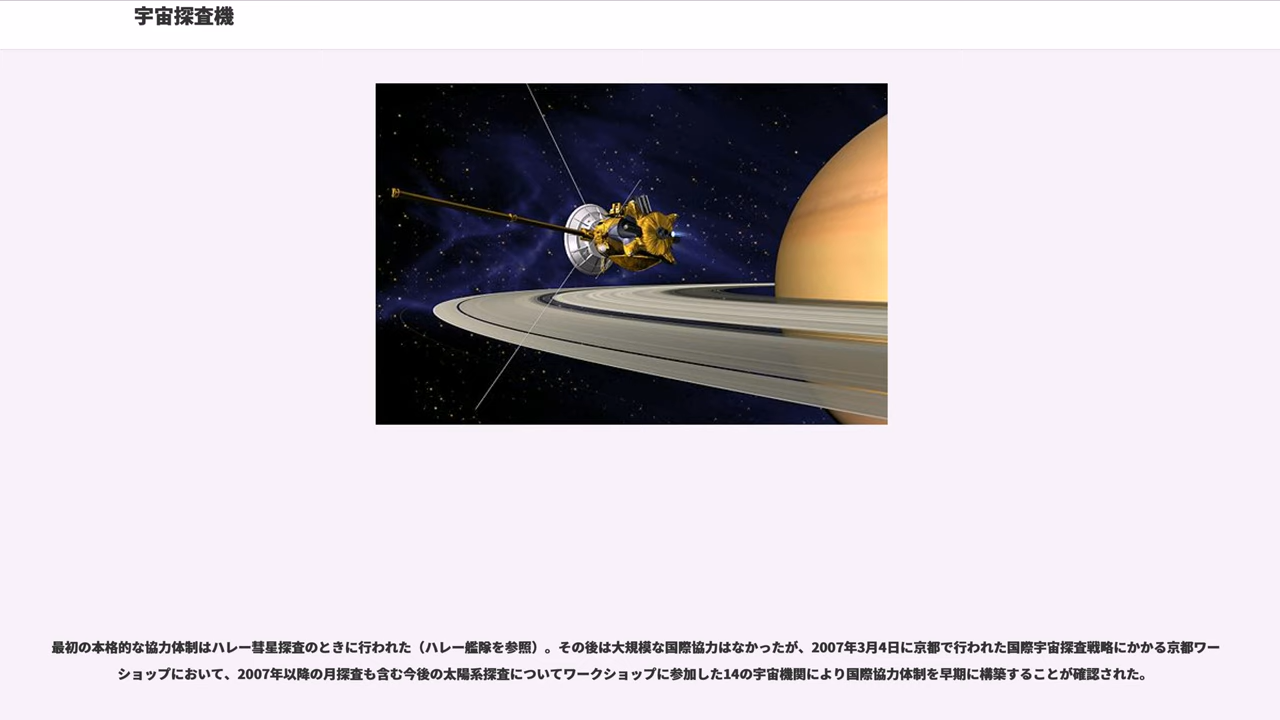 宇宙探査機
最初の本格的な協力体制はハレー彗星探査のときに行われた（ハレー艦隊を参照）。その後は大規模な国際協力はなかったが、2007年3月4日に京都で行われた国際宇宙探査戦略にかかる京都ワー
ショップにおいて、2007年以降の月探査も含む今後の太陽系探査についてワークショップに参加した14の宇宙機関により国際協力体制を早期に構築することが確認された。